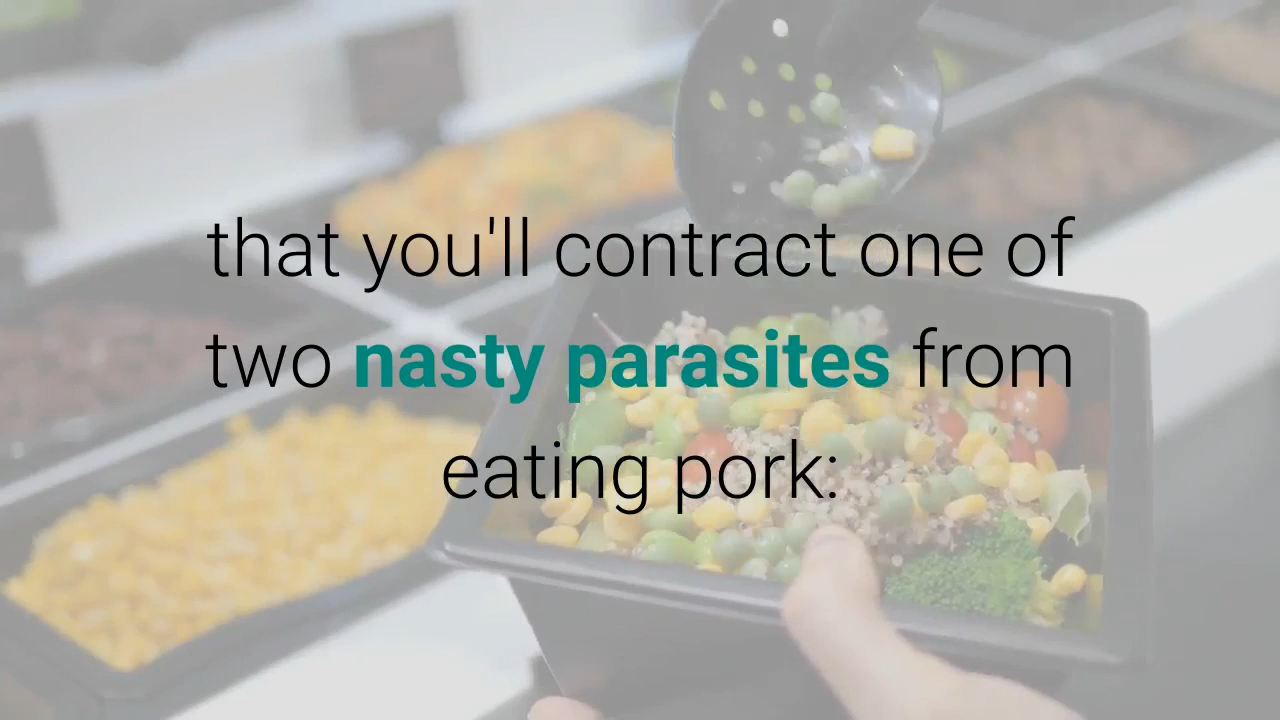 that you'll contract one of
two nasty parasites from
eating pork: